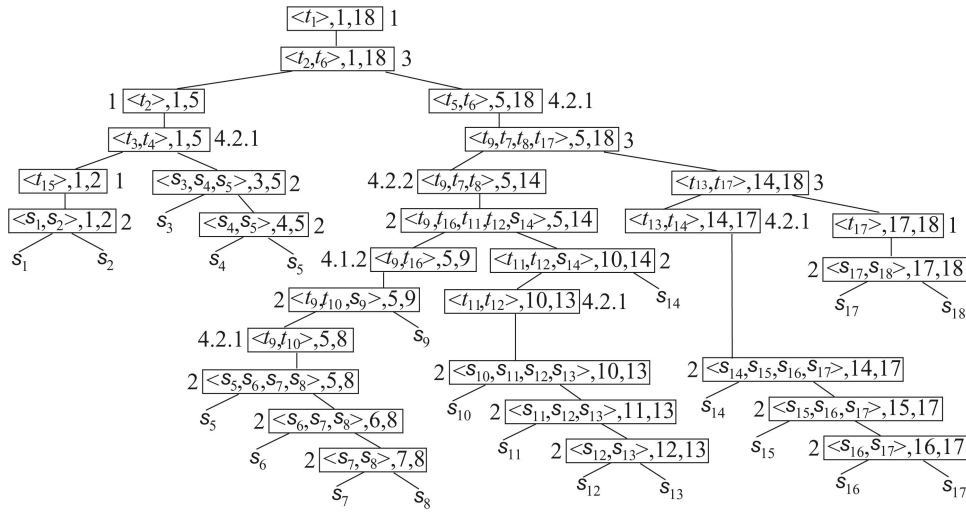 <t₁>,1,18 1
<t₂,t₆>,1,18 3
1 <t₂>,1,5 <t₅,t₆>,5,18 4.2.1
<t₃,t₄>,1,5 4.2.1 <t₉,t₇,t₈,t₁₇>,5,18 3
<t₁₅>,1,2 1 <s₃,s₄,s₅>,3,5 2 4.2.2 <t₉,t₇,t₈>,5,14 <t₁₃,t₁₇>,14,18 3
<s₁,s₂>,1,2 2 s₃ <s₄,s₅>,4,5 2 2 <t₉,t₁₆,t₁₁,t₁₂,s₁₄>,5,14 <t₁₃,t₁₄>,14,17 4.2.1 <t₁₇>,17,18 1
s₁ s₂ s₄ s₅ 4.1.2 <t₉,t₁₆>,5,9 <t₁₁,t₁₂,s₁₄>,10,14 2 2 <s₁₇,s₁₈>,17,18
2 <t₉,t₁₀,s₉>,5,9 <t₁₁,t₁₂>,10,13 4.2.1 s₁₄ s₁₇ s₁₈
4.2.1 <t₉,t₁₀>,5,8 s₉
2 <s₅,s₆,s₇,s₈>,5,8 2 <s₁₀,s₁₁,s₁₂,s₁₃>,10,13 2 <s₁₄,s₁₅,s₁₆,s₁₇>,14,17
s₅ 2 <s₆,s₇,s₈>,6,8 s₁₀ 2 <s₁₁,s₁₂,s₁₃>,11,13 s₁₄ 2 <s₁₅,s₁₆,s₁₇>,15,17
s₆ 2 <s₇,s₈>,7,8 s₁₁ 2 <s₁₂,s₁₃>,12,13 s₁₅ 2 <s₁₆,s₁₇>,16,17
s₇ s₈ s₁₂ s₁₃ s₁₆ s₁₇